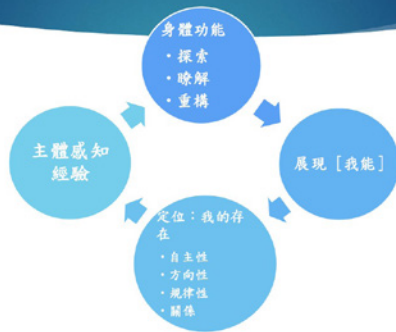 身體功能
・探索
・瞭解
・重構
展現［我能］
定位：我的存
在
・自主性
・方向性
・規律性
・關係
主體感知
經驗